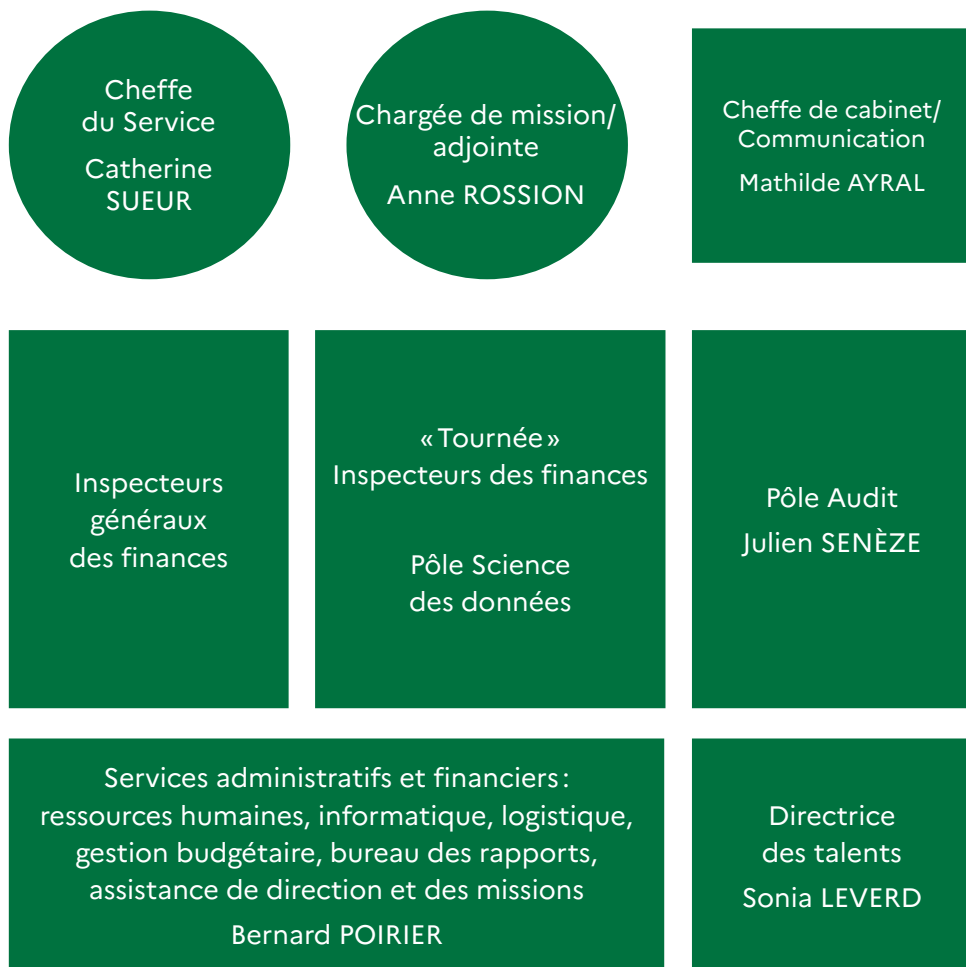 Cheffe
du Service
Catherine
SUEUR
Chargée de mission/
adjointe
Anne ROSSION
Cheffe de cabinet/
Communication
Mathilde AYRAL
Inspecteurs
généraux
des finances
« Tournée »
Inspecteurs des finances
Pôle Science
des données
Pôle Audit
Julien SENÈZE
Services administratifs et financiers :
ressources humaines, informatique, logistique,
gestion budgétaire, bureau des rapports,
assistance de direction et des missions
Bernard POIRIER
Directrice
des talents
Sonia LEVERD